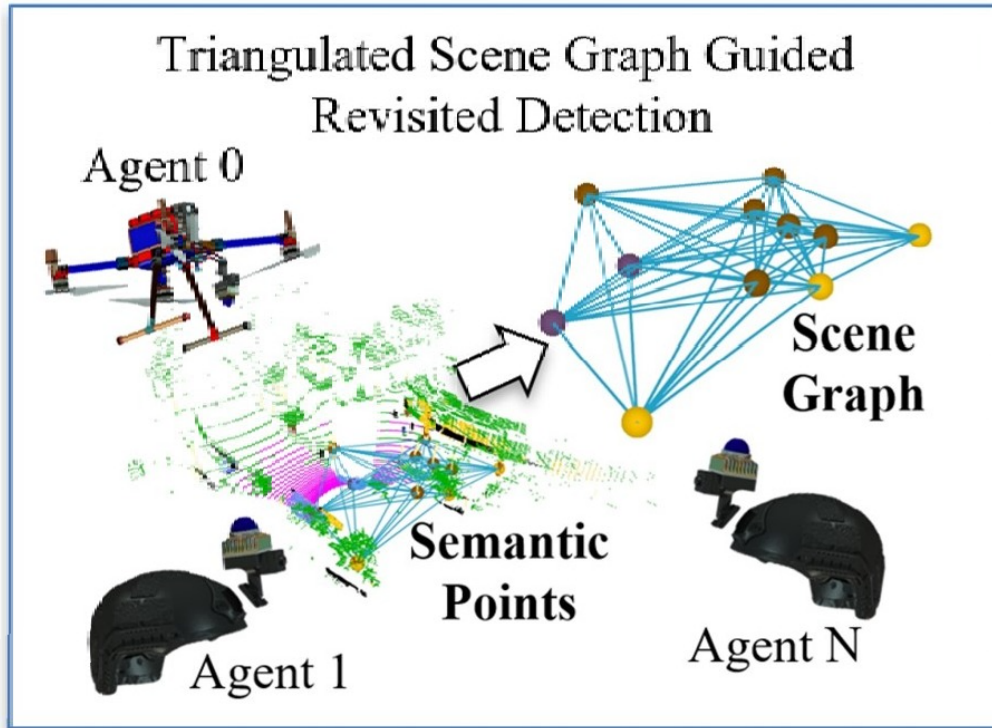 Triangulated Scene Graph Guided
Revisited Detection
Agent 0
Scene
Graph
Semantic
Points
Agent 1
Agent N